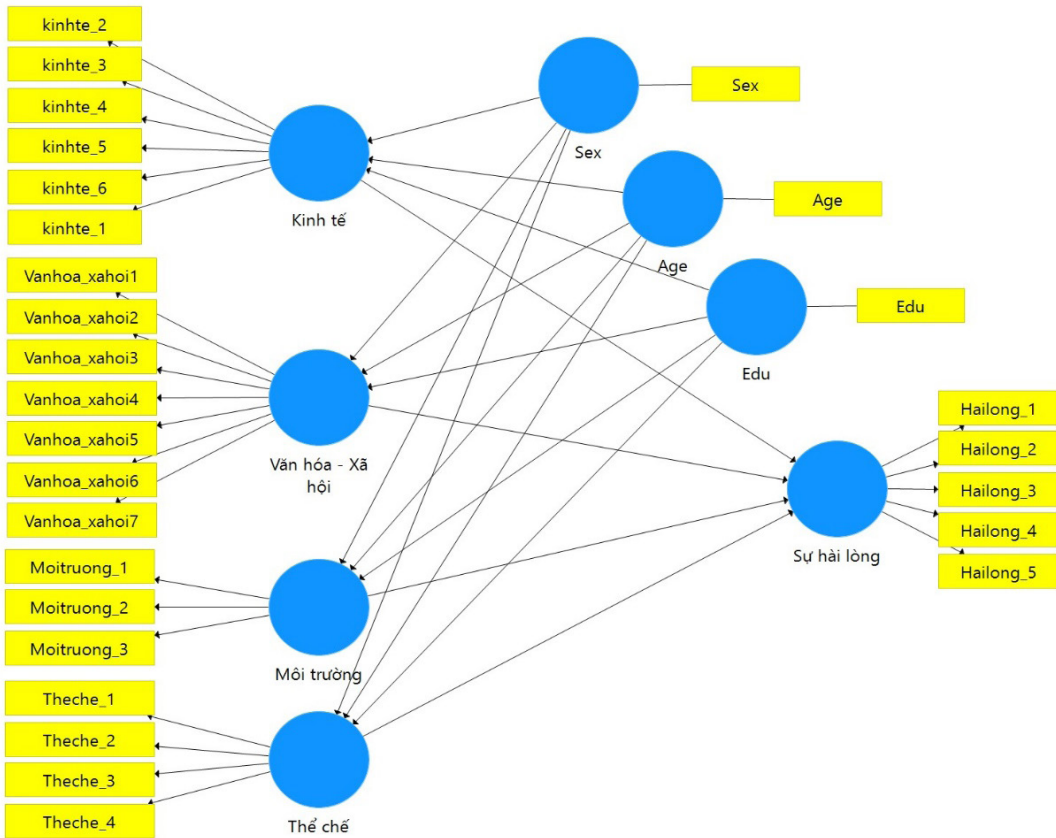 kinhte_2
kinhte_3
kinhte_4
kinhte_5
kinhte_6
kinhte_1
Kinh tế
Sex
Sex
Age
Age
Edu
Edu
Vanhoa_xahoi1
Vanhoa_xahoi2
Vanhoa_xahoi3
Vanhoa_xahoi4
Vanhoa_xahoi5
Vanhoa_xahoi6
Vanhoa_xahoi7
Văn hóa - Xã
hội
Hailong_1
Hailong_2
Hailong_3
Hailong_4
Hailong_5
Sự hài lòng
Moitruong_1
Moitruong_2
Moitruong_3
Môi trường
Theche_1
Theche_2
Theche_3
Theche_4
Thể chế